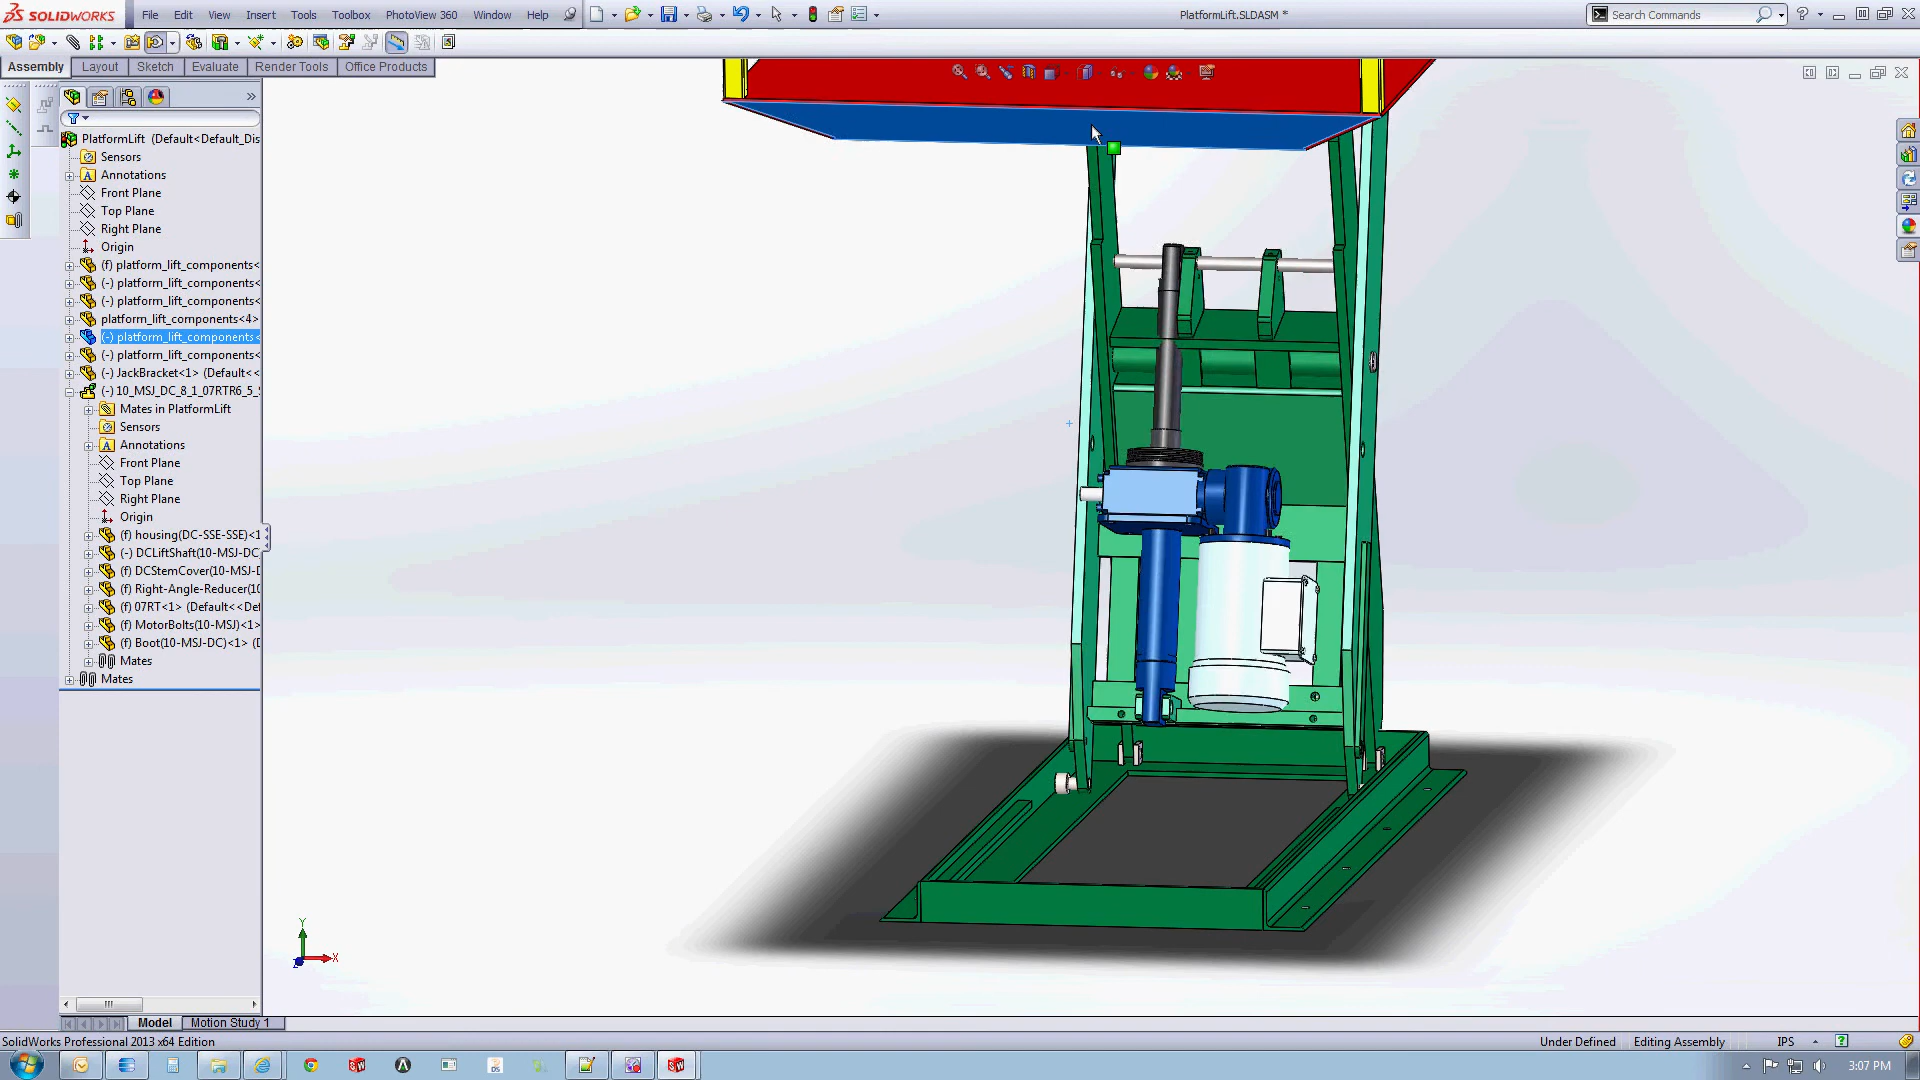 SOLIDWORKS File Edit View Insert Tools Toolbox PhotoView 360 Window Help PlatformLift.SLDASM * Search Commands
Assembly Layout Sketch Evaluate Render Tools Office Products
PlatformLift (Default<Default_Dis
Sensors
Annotations
Front Plane
Top Plane
Right Plane
Origin
(f) platform_lift_components<
(-) platform_lift_components<
(-) platform_lift_components<
platform_lift_components<4>
(-) platform_lift_components<
(-) platform_lift_components<
(-) JackBracket<1> (Default<<
(-) 10_MSJ_DC_8_1_07RTR6_5_
Mates in PlatformLift
Sensors
Annotations
Front Plane
Top Plane
Right Plane
Origin
(f) housing(DC-SSE-SSE)<1
(-) DCLiftShaft(10-MSJ-DC
(f) DCStemCover(10-MSJ-D
(f) Right-Angle-Reducer(10
(f) 07RT<1> (Default<<Def
(f) MotorBolts(10-MSJ)<1>
(f) Boot(10-MSJ-DC)<1> (D
Mates
Mates
Y
X
Z
Model Motion Study 1
SolidWorks Professional 2013 x64 Edition Under Defined Editing Assembly IPS
3:07 PM